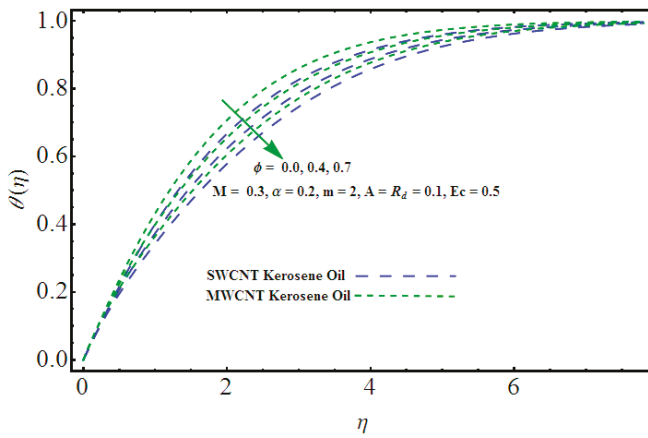 1.0
0.8
0.6
0.4
0.2
0.0
θ(η)
ϕ = 0.0, 0.4, 0.7
M = 0.3, α = 0.2, m = 2, A = R_d = 0.1, Ec = 0.5
SWCNT Kerosene Oil
MWCNT Kerosene Oil
0 2 4 6
η